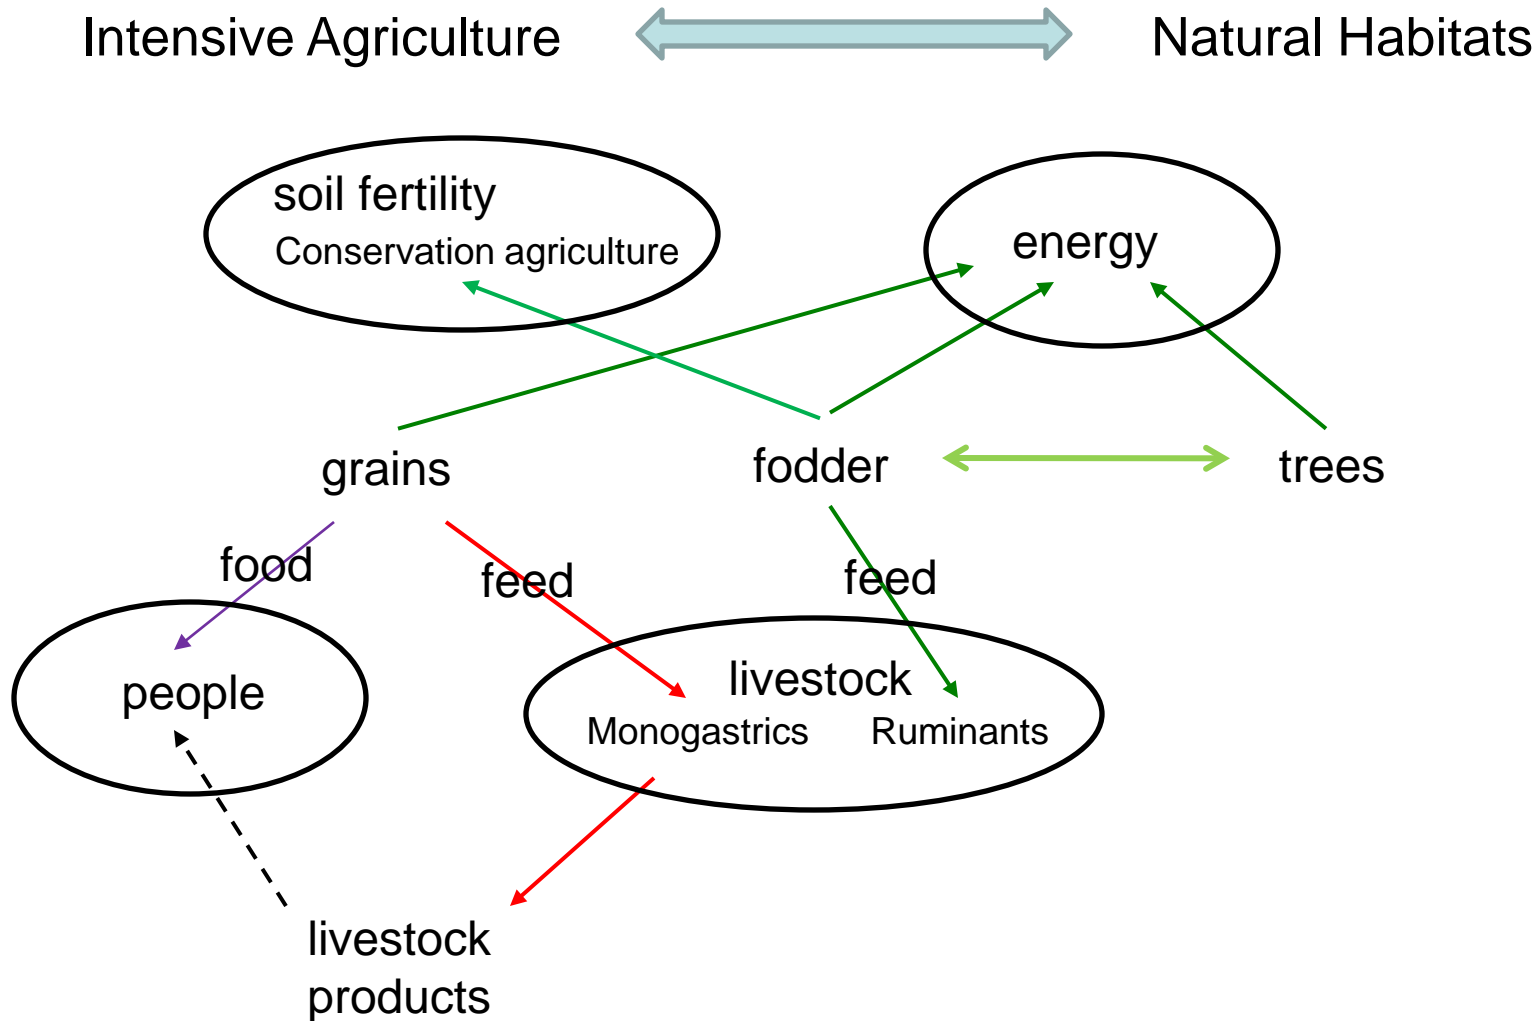 Intensive Agriculture
Natural Habitats
soil fertility
Conservation agriculture
energy
grains
fodder
trees
food
feed
feed
people
livestock
Monogastrics
Ruminants
livestock
products